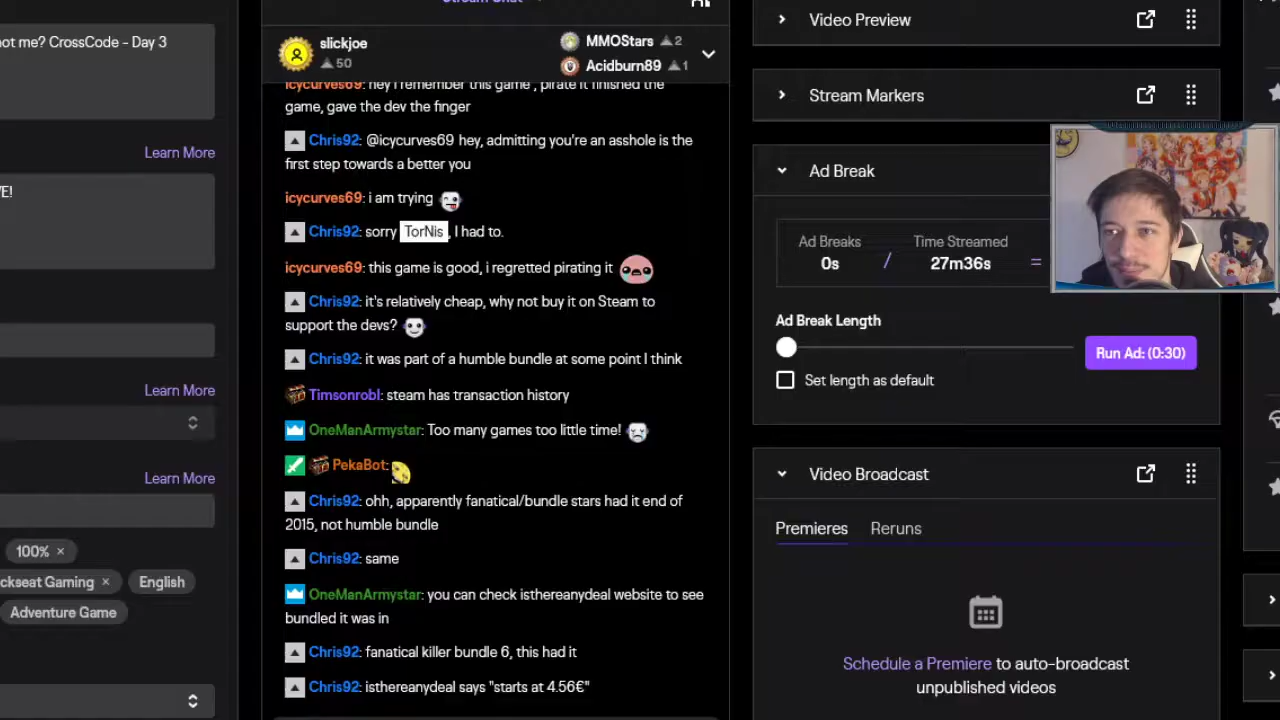 not me? CrossCode - Day 3
Learn More
E!
Learn More
Learn More
100% ×
ckseat Gaming ×
English
Adventure Game
Stream Chat
slickjoe
50
MMOStars 2
Acidburn89 1
icycurves69: hey i remember this game , pirate it finished the
game, gave the dev the finger
Chris92: @icycurves69 hey, admitting you're an asshole is the
first step towards a better you
icycurves69: i am trying
Chris92: sorry TorNis, I had to.
icycurves69: this game is good, i regretted pirating it
Chris92: it's relatively cheap, why not buy it on Steam to
support the devs?
Chris92: it was part of a humble bundle at some point I think
Timsonrobl: steam has transaction history
OneManArmystar: Too many games too little time!
PekaBot:
Chris92: ohh, apparently fanatical/bundle stars had it end of
2015, not humble bundle
Chris92: same
OneManArmystar: you can check isthereanydeal website to see
bundled it was in
Chris92: fanatical killer bundle 6, this had it
Chris92: isthereanydeal says "starts at 4.56€"
Video Preview
Stream Markers
Ad Break
Ad Breaks
0s
/
Time Streamed
27m36s
=
Ad Break Length
Run Ad: (0:30)
Set length as default
Video Broadcast
Premieres Reruns
Schedule a Premiere to auto-broadcast
unpublished videos